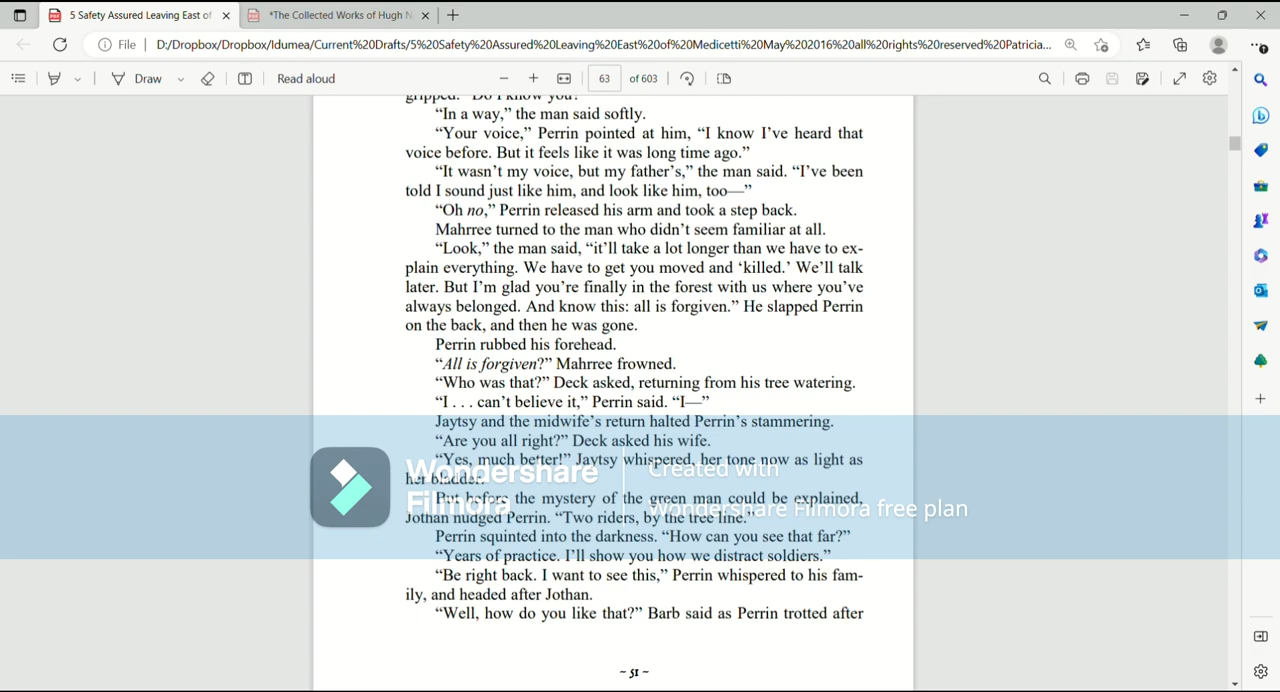 5 Safety Assured Leaving East of
*The Collected Works of Hugh N
File
D:/Dropbox/Dropbox/Idumea/Current%20Drafts/5%20Safety%20Assured%20Leaving%20East%20of%20Medicetti%20May%202016%20all%20rights%20reserved%20Patricia...
Draw
Read aloud
63 of 603
gripped. “Do I know you?”
“In a way,” the man said softly.
“Your voice,” Perrin pointed at him, “I know I’ve heard that
voice before. But it feels like it was long time ago.”
“It wasn’t my voice, but my father’s,” the man said. “I’ve been
told I sound just like him, and look like him, too—”
“Oh no,” Perrin released his arm and took a step back.
Mahrree turned to the man who didn’t seem familiar at all.
“Look,” the man said, “it’ll take a lot longer than we have to ex-
plain everything. We have to get you moved and ‘killed.’ We’ll talk
later. But I’m glad you’re finally in the forest with us where you’ve
always belonged. And know this: all is forgiven.” He slapped Perrin
on the back, and then he was gone.
Perrin rubbed his forehead.
“All is forgiven?” Mahrree frowned.
“Who was that?” Deck asked, returning from his tree watering.
“I . . . can’t believe it,” Perrin said. “I—”
Jaytsy and the midwife’s return halted Perrin’s stammering.
“Are you all right?” Deck asked his wife.
“Yes, much better!” Jaytsy whispered, her tone now as light as
her bladder.
But before the mystery of the green man could be explained,
Jothan nudged Perrin. “Two riders, by the tree line.”
Perrin squinted into the darkness. “How can you see that far?”
“Years of practice. I’ll show you how we distract soldiers.”
“Be right back. I want to see this,” Perrin whispered to his fam-
ily, and headed after Jothan.
“Well, how do you like that?” Barb said as Perrin trotted after
~ 51 ~
Wondershare
Filmora
Created with
Wondershare Filmora free plan